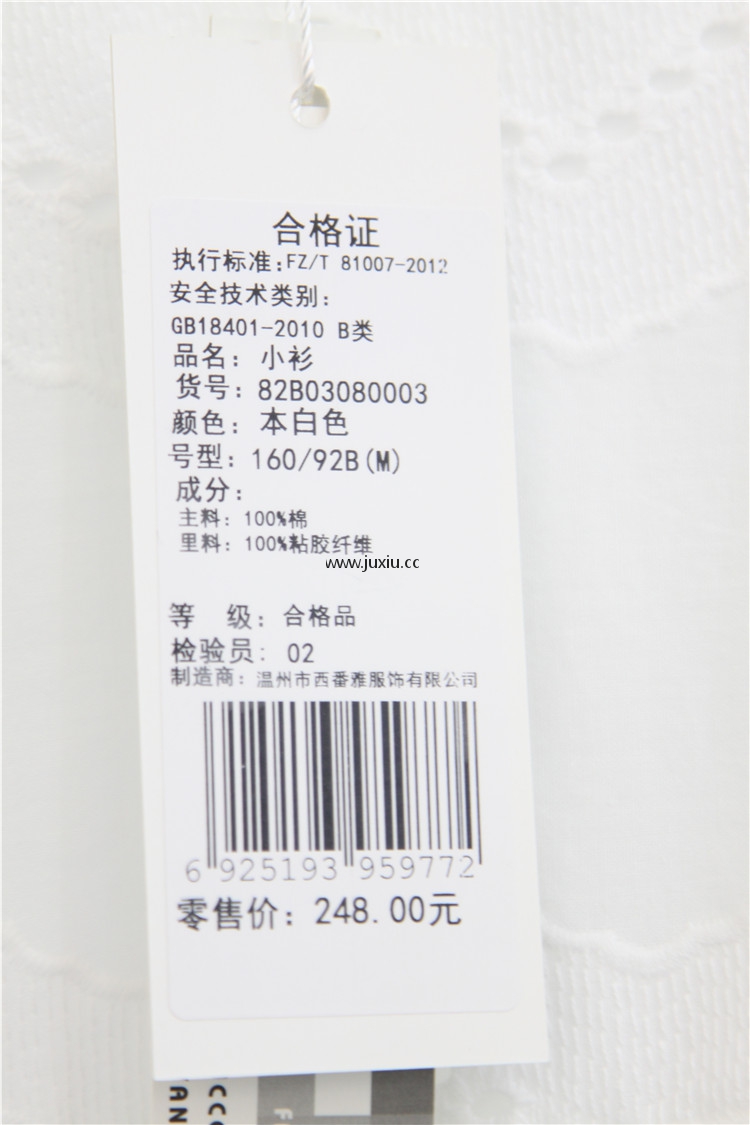 合格证
执行标准:FZ/T 81007-2012
安全技术类别:
GB18401-2010 B类
品名: 小衫
货号: 82B03080003
颜色: 本白色
号型: 160/92B(M)
成分:
主料: 100%棉
里料: 100%粘胶纤维
www.juxiu.cc
等 级: 合格品
检验员: 02
制造商: 温州市西番雅服饰有限公司
6 925193 959772
零售价: 248.00元